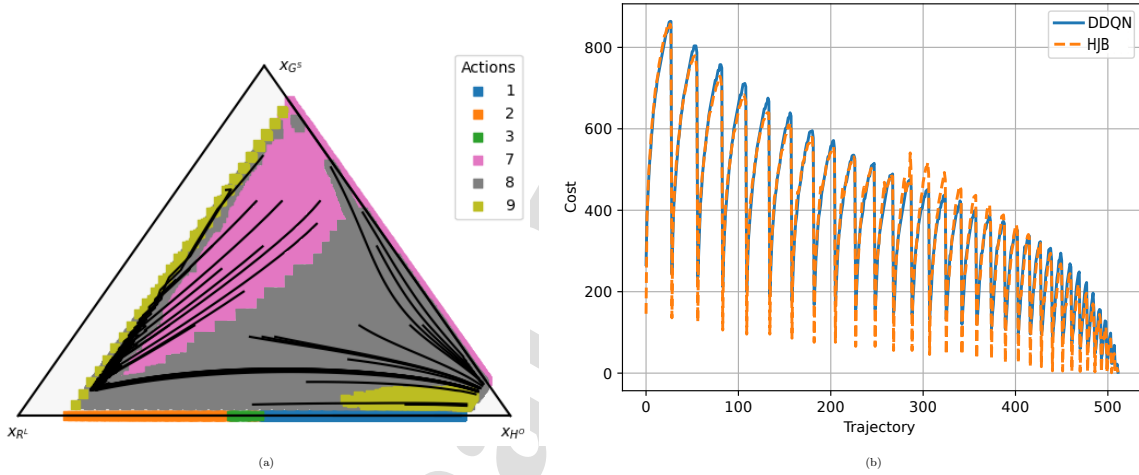 x_{G^S}
Actions
1
2
3
7
8
9
x_{R^L}
x_{H^O}
(a)
DDQN
HJB
Cost
800
600
400
200
0
0 100 200 300 400 500
Trajectory
(b)